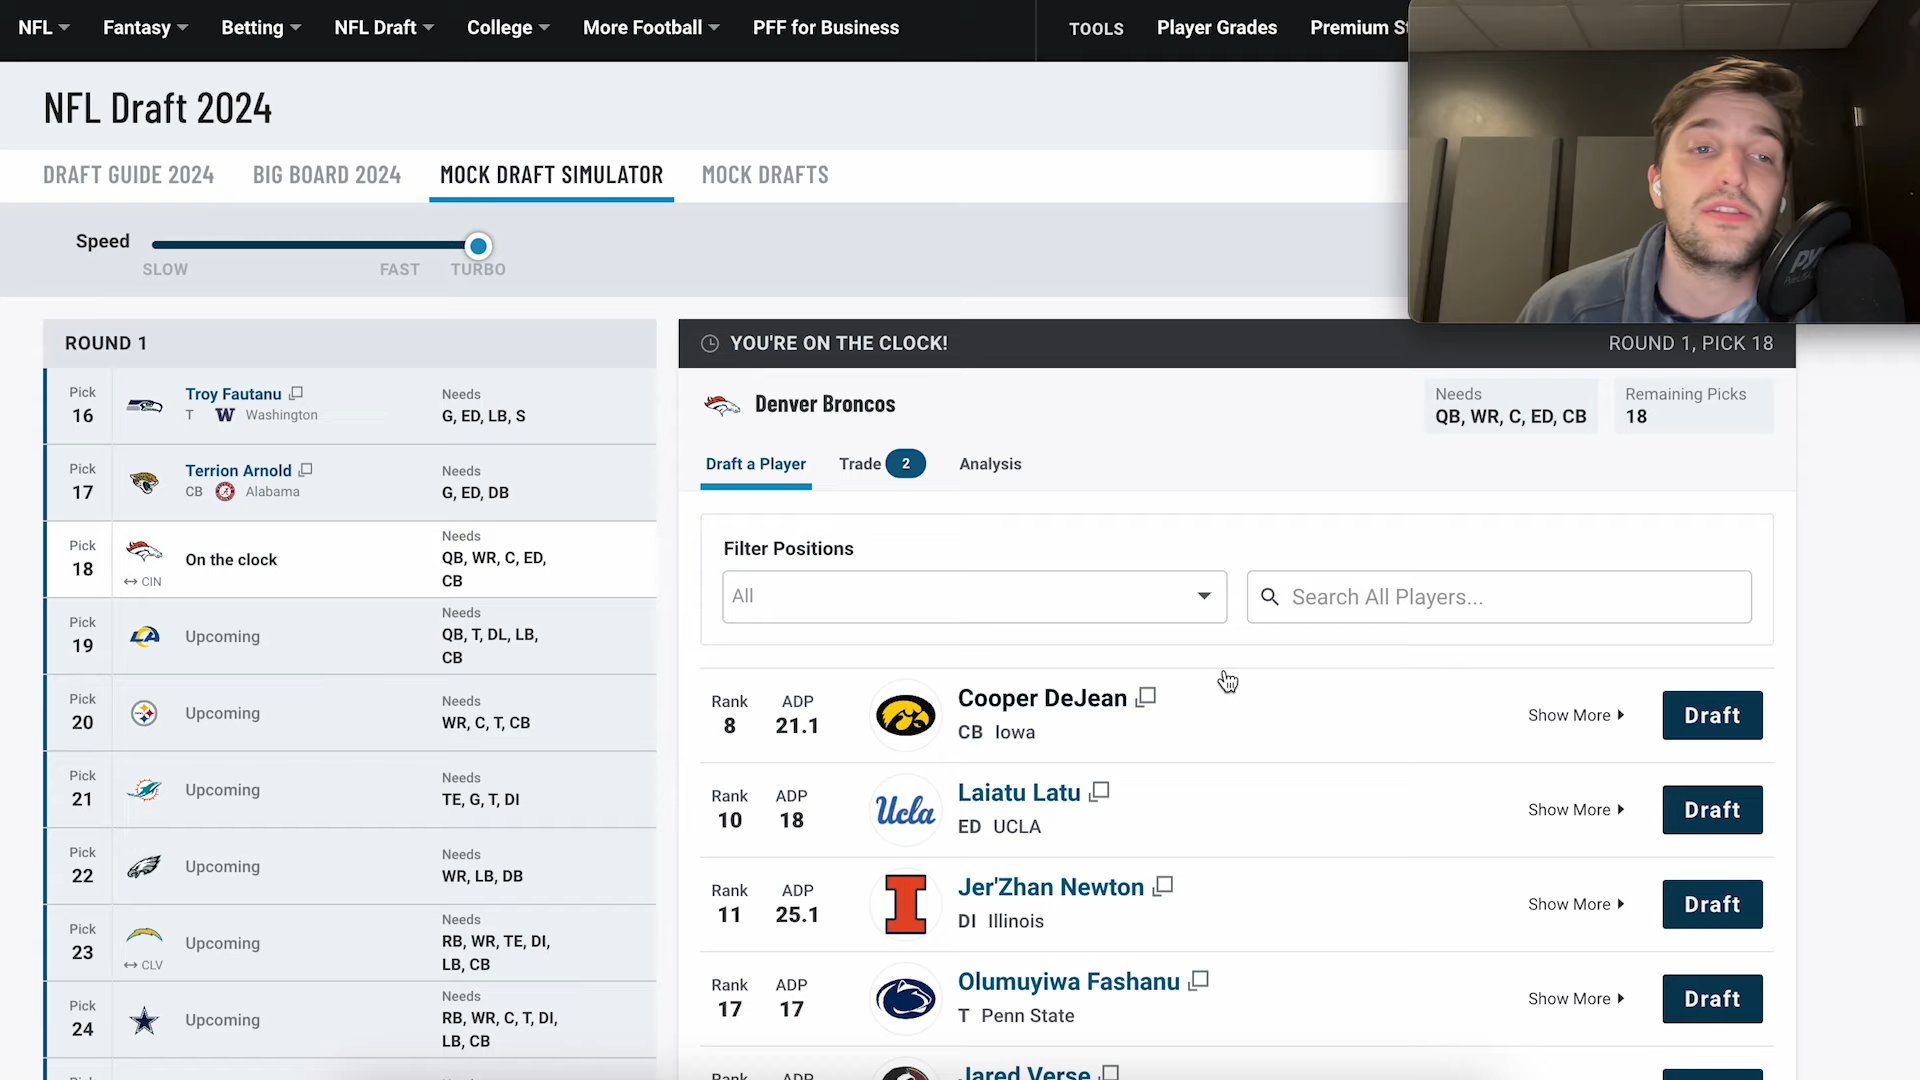 NFL Fantasy Betting NFL Draft College More Football PFF for Business TOOLS Player Grades Premium St
NFL Draft 2024
DRAFT GUIDE 2024 BIG BOARD 2024 MOCK DRAFT SIMULATOR MOCK DRAFTS
Speed
SLOW FAST TURBO
ROUND 1
Pick 16
Troy Fautanu
T W Washington
Needs
G, ED, LB, S
Pick 17
Terrion Arnold
CB A Alabama
Needs
G, ED, DB
Pick 18
CIN
On the clock
Needs
QB, WR, C, ED,
CB
Pick 19
LA
Upcoming
Needs
QB, T, DL, LB,
CB
Pick 20
Upcoming
Needs
WR, C, T, CB
Pick 21
Upcoming
Needs
TE, G, T, DI
Pick 22
Upcoming
Needs
WR, LB, DB
Pick 23
CLV
Upcoming
Needs
RB, WR, TE, DI,
LB, CB
Pick 24
Upcoming
Needs
RB, WR, C, T, DI,
LB, CB
YOU'RE ON THE CLOCK! ROUND 1, PICK 18
Denver Broncos
Needs
QB, WR, C, ED, CB
Remaining Picks
18
Draft a Player Trade 2 Analysis
Filter Positions
All
Search All Players...
Rank 8
ADP 21.1
Cooper DeJean
CB Iowa
Show More
Draft
Rank 10
ADP 18
Ucla
Laiatu Latu
ED UCLA
Show More
Draft
Rank 11
ADP 25.1
I
Jer'Zhan Newton
DI Illinois
Show More
Draft
Rank 17
ADP 17
Olumuyiwa Fashanu
T Penn State
Show More
Draft
Rank
ADP
Jared Verse